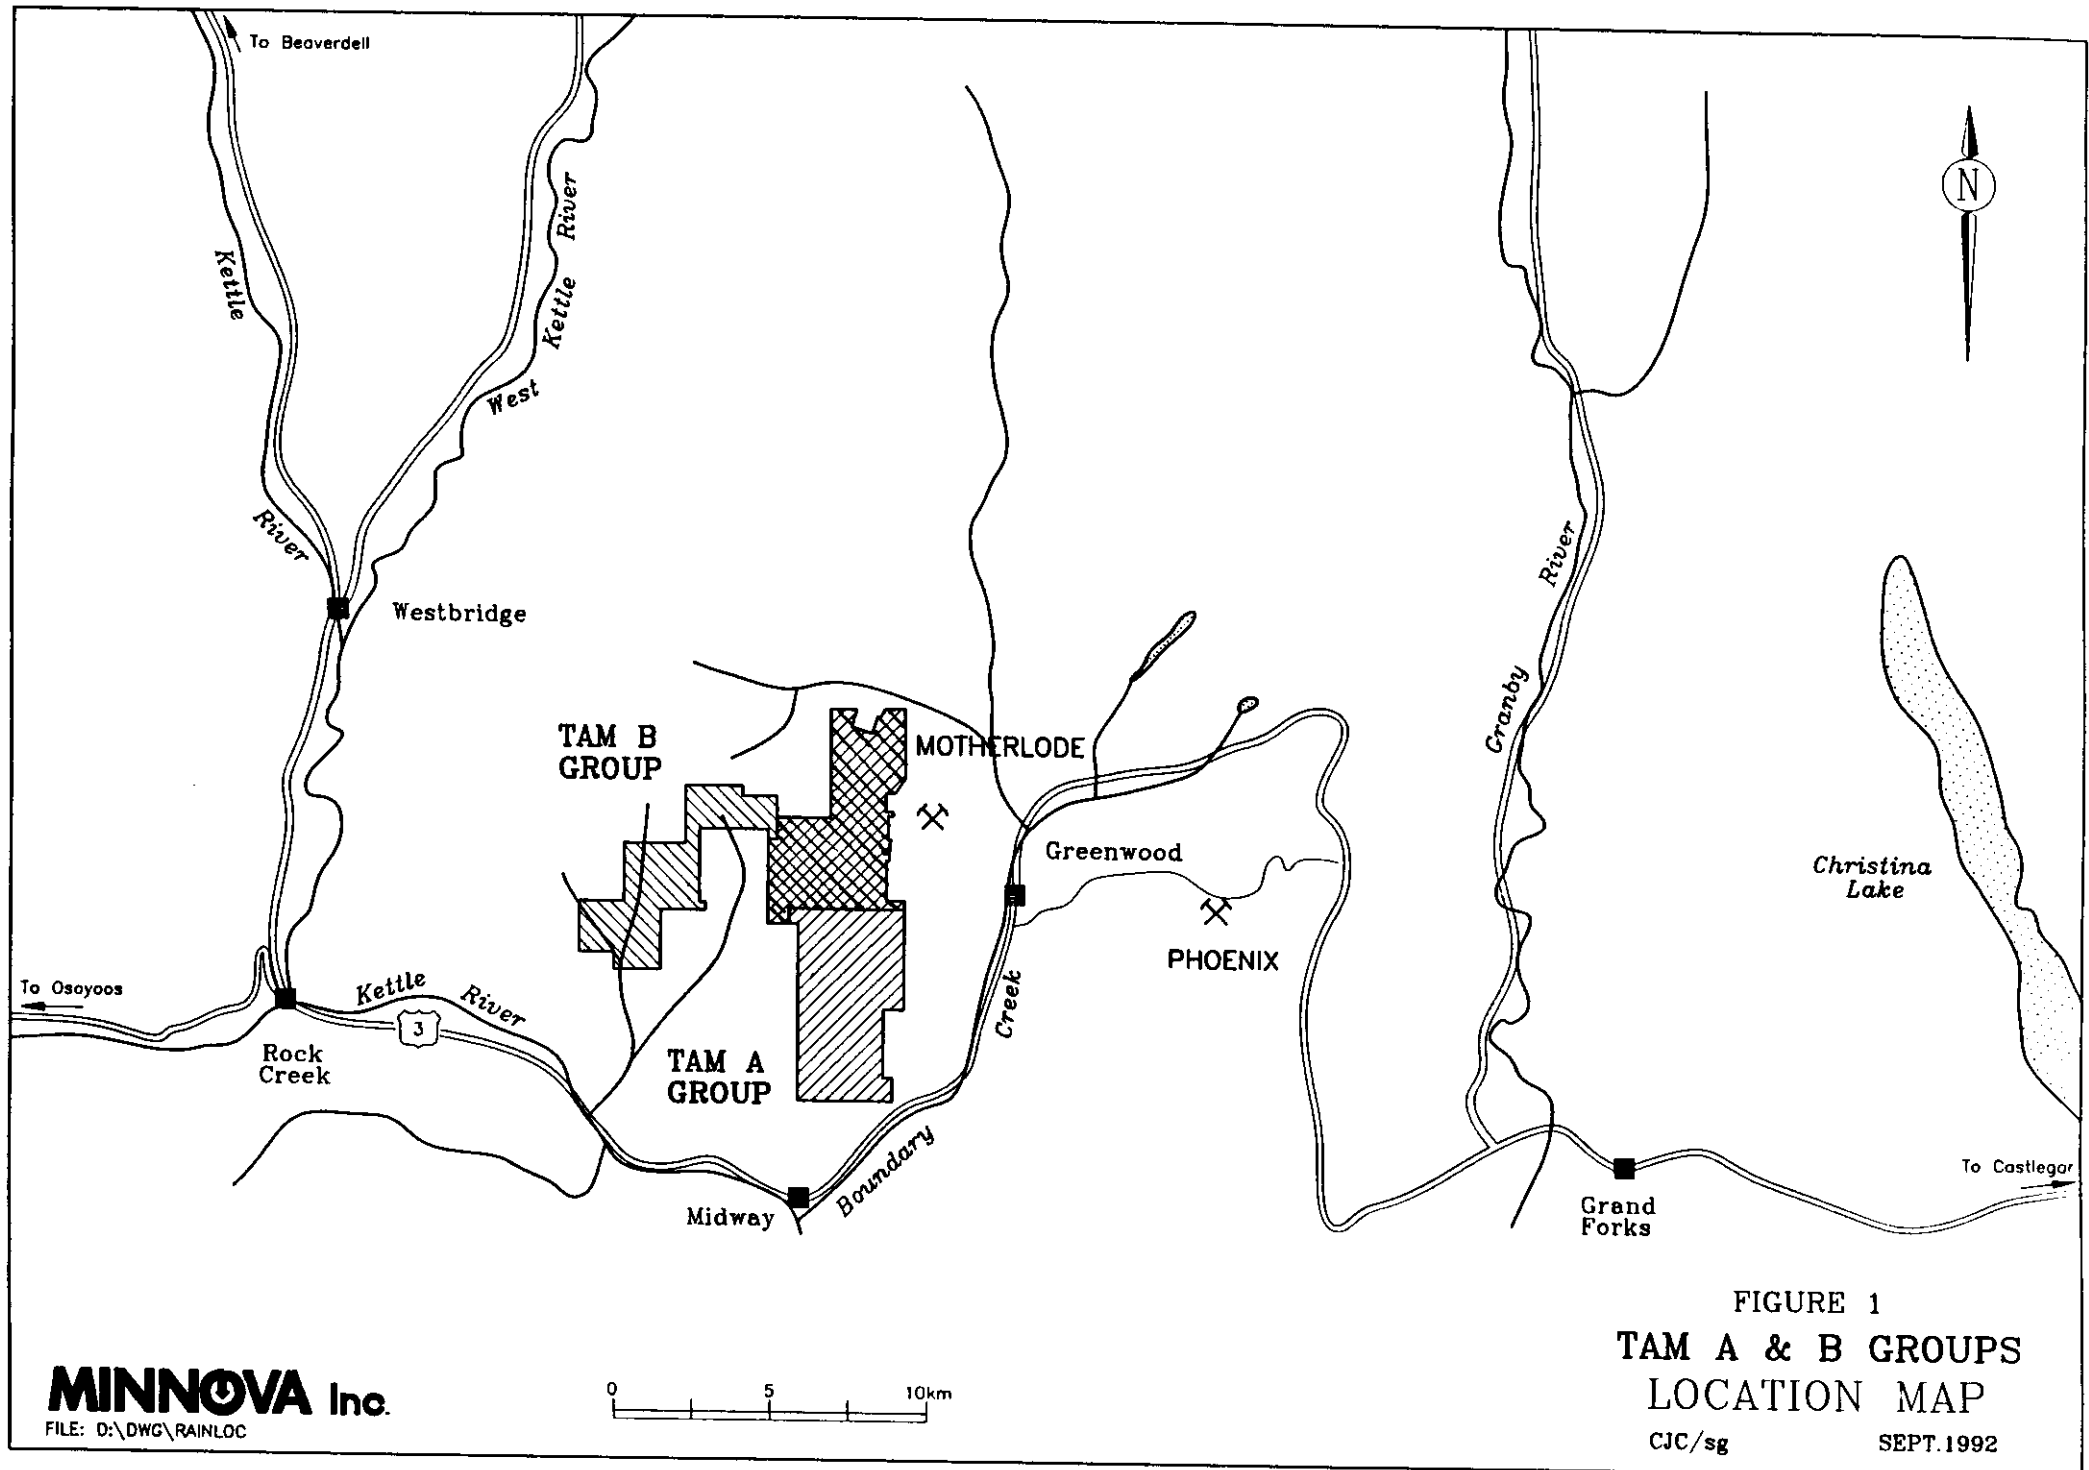 To Beaverdell
N
Kettle
River
West
Kettle
River
Westbridge
Granby
River
TAM B
GROUP
MOTHERLODE
Greenwood
Christina
Lake
PHOENIX
To Osoyoos
Kettle
River
3
Creek
Rock
Creek
TAM A
GROUP
Boundary
Midway
To Castlegar
Grand
Forks
FIGURE 1
TAM A & B GROUPS
LOCATION MAP
CJC/sg SEPT.1992
MINNOVA Inc.
FILE: D:\DWG\RAINLOC
0 5 10km